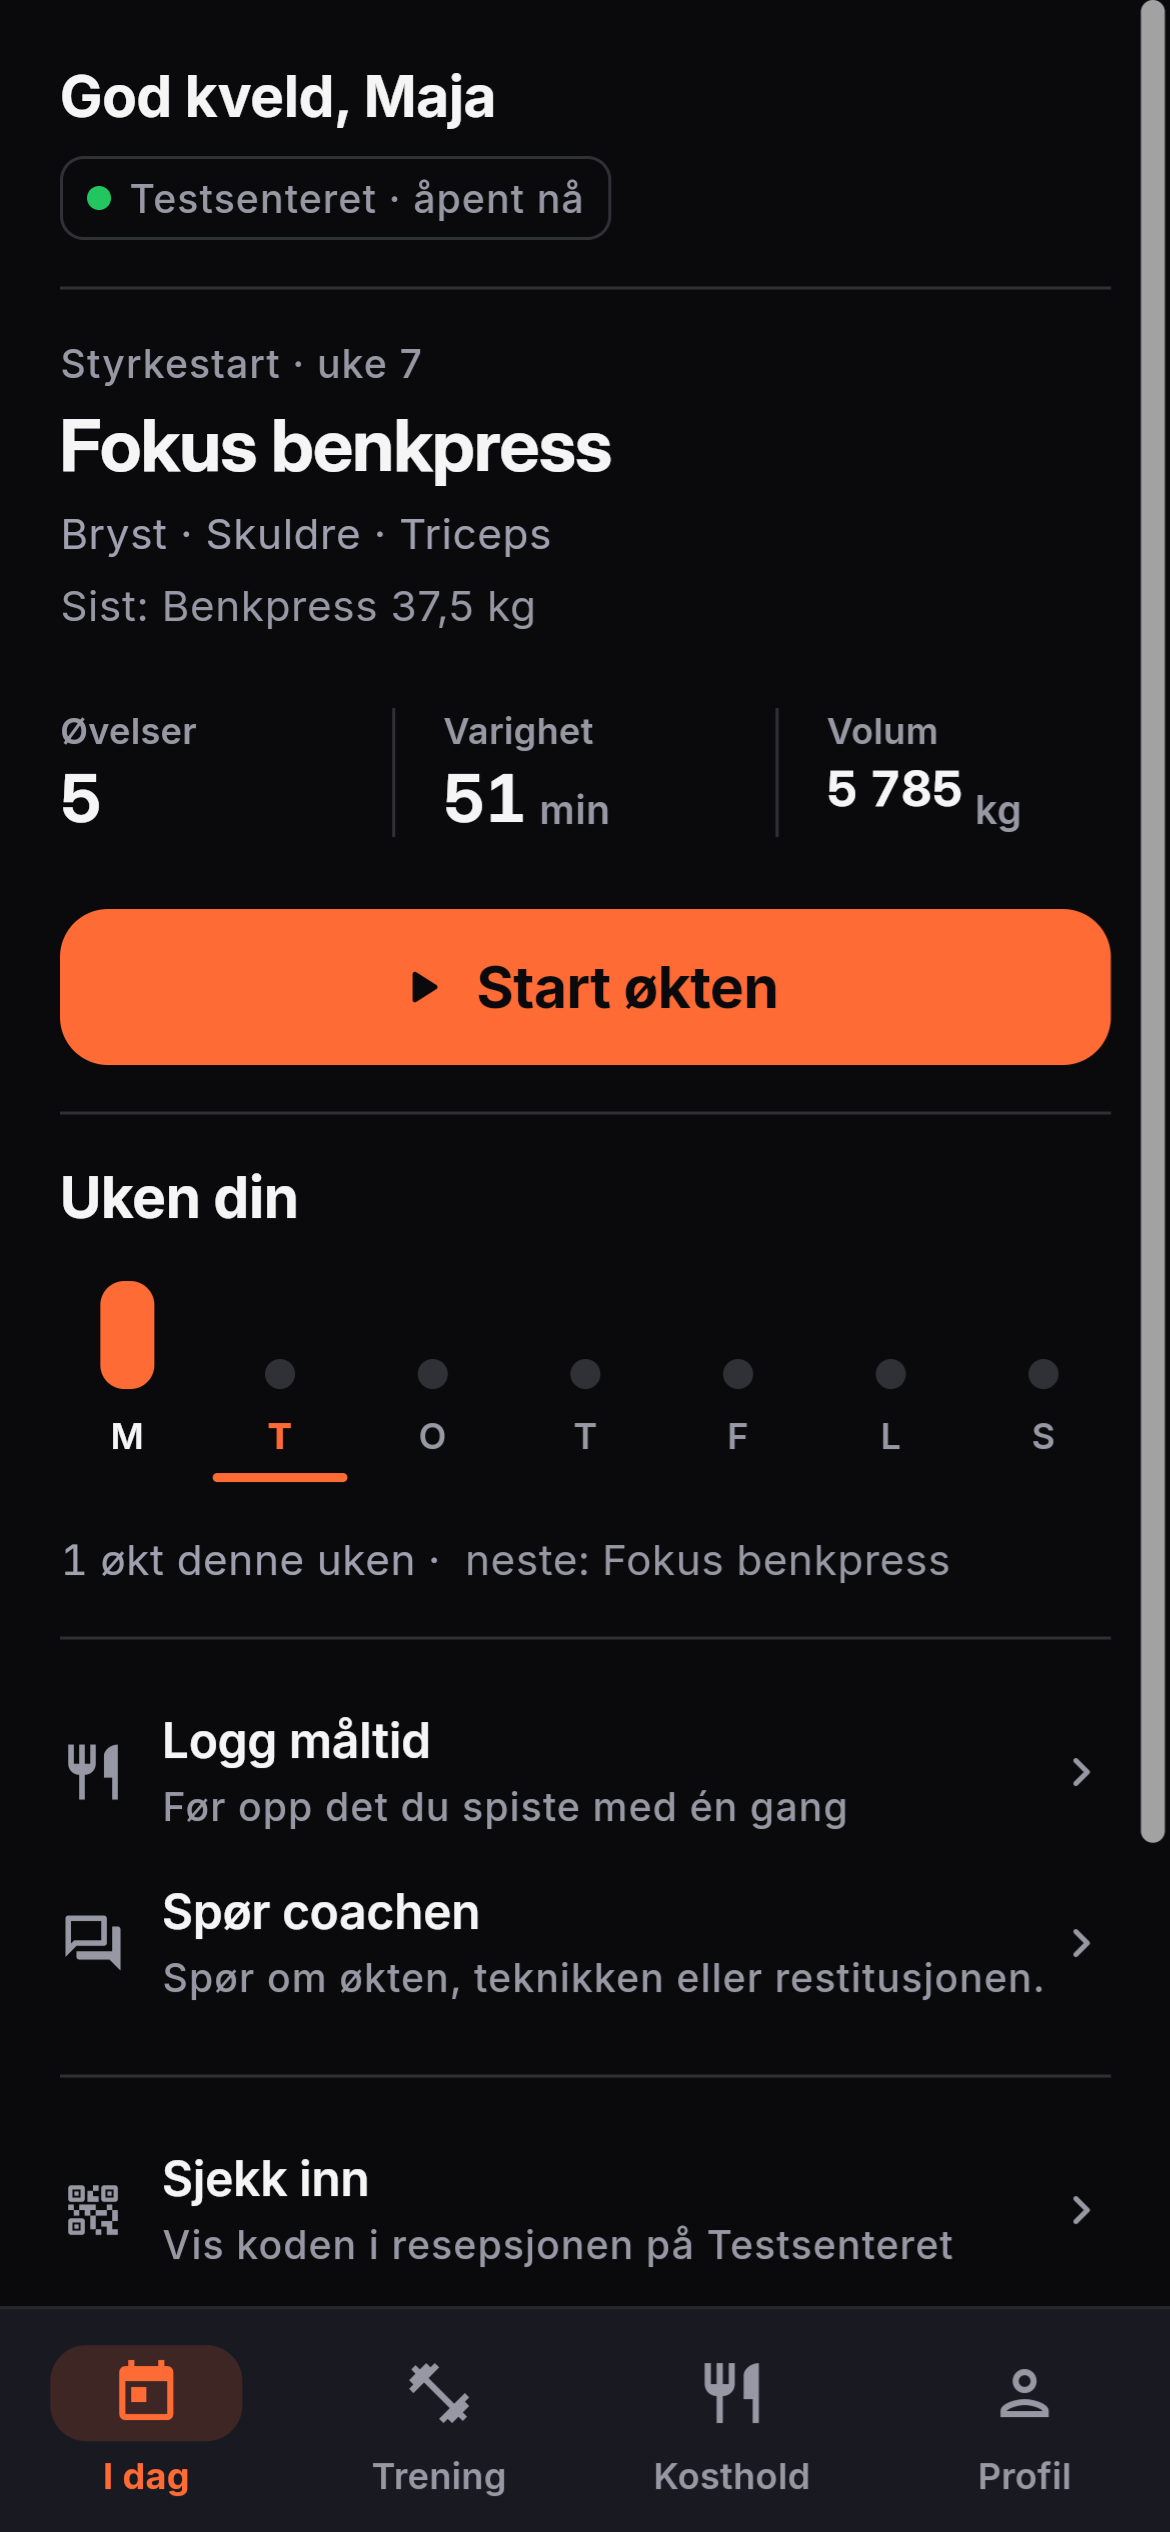 God kveld, Maja
Testsenteret · åpent nå
Styrkestart · uke 7
Fokus benkpress
Bryst · Skuldre · Triceps
Sist: Benkpress 37,5 kg
Øvelser Varighet Volum
5 51 min 5 785 kg
Start økten
Uken din
M T O T F L S
1 økt denne uken · neste: Fokus benkpress
Logg måltid
Før opp det du spiste med én gang
Spør coachen
Spør om økten, teknikken eller restitusjonen.
Sjekk inn
Vis koden i resepsjonen på Testsenteret
I dag Trening Kosthold Profil